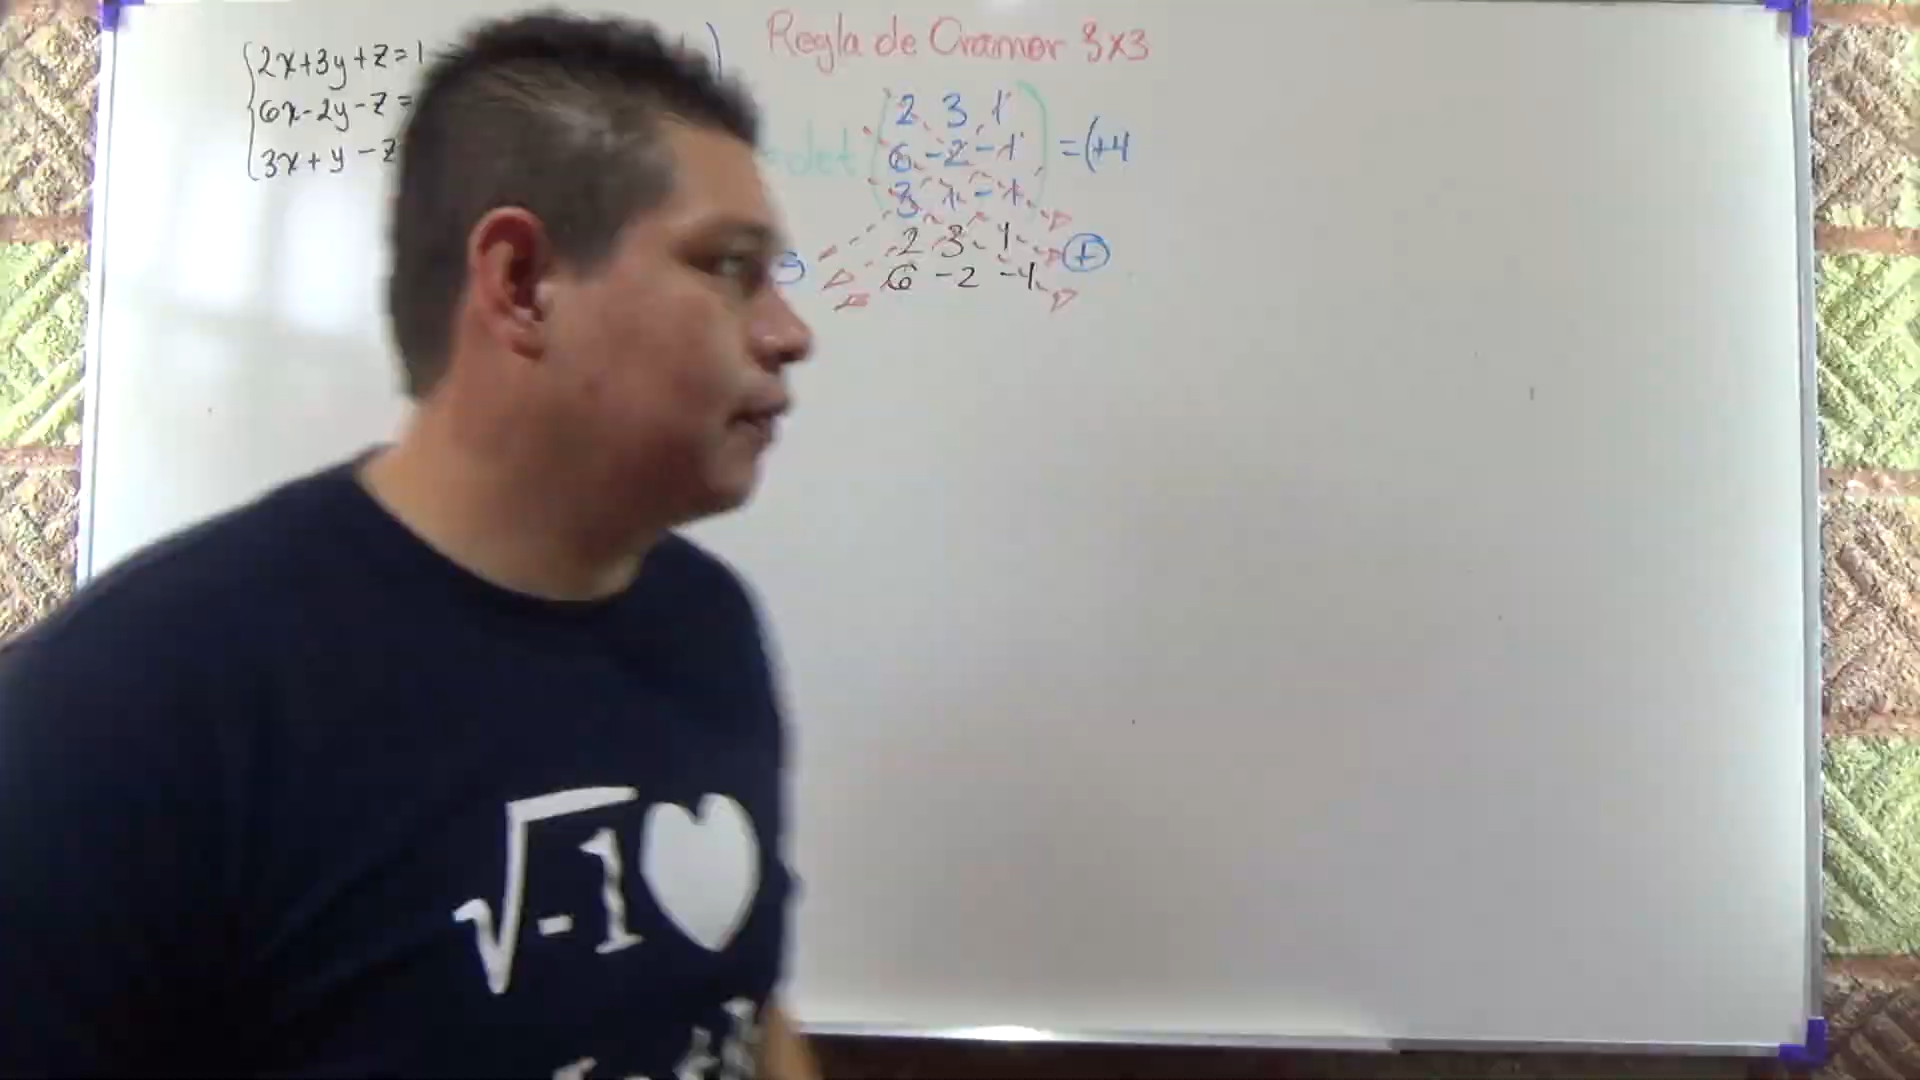 Regla de Cramer 3x3
2x+3y+z=1
6x-2y-z=
3x+y-z
det
2 3 1
6 -2 -1 =(+4
3 1 -1
2 3 1
6 -2 -1
+
√-1